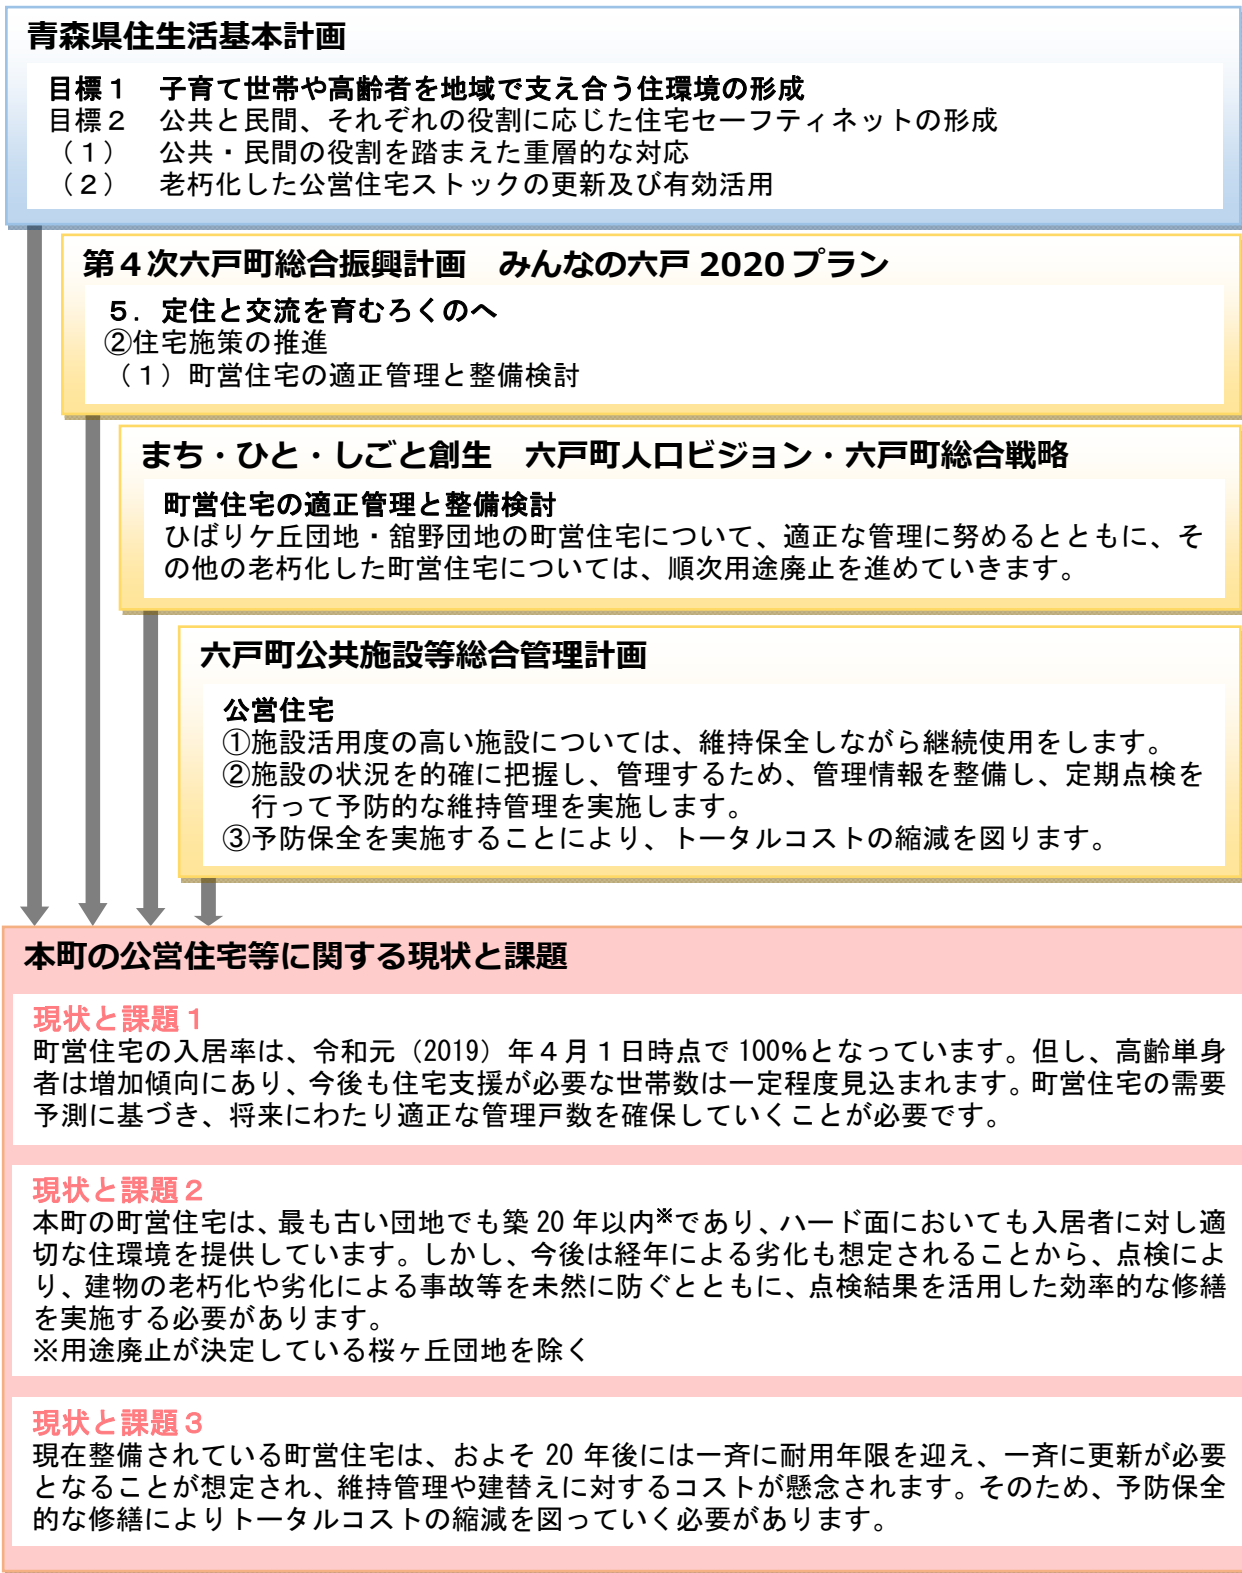 青森県住生活基本計画
目標１　子育て世帯や高齢者を地域で支え合う住環境の形成
目標２　公共と民間、それぞれの役割に応じた住宅セーフティネットの形成
（１）　公共・民間の役割を踏まえた重層的な対応
（２）　老朽化した公営住宅ストックの更新及び有効活用
第４次六戸町総合振興計画　みんなの六戸 2020 プラン
５．定住と交流を育むろくのへ
②住宅施策の推進
（１）町営住宅の適正管理と整備検討
まち・ひと・しごと創生　六戸町人口ビジョン・六戸町総合戦略
町営住宅の適正管理と整備検討
ひばりケ丘団地・舘野団地の町営住宅について、適正な管理に努めるとともに、そ
の他の老朽化した町営住宅については、順次用途廃止を進めていきます。
六戸町公共施設等総合管理計画
公営住宅
①施設活用度の高い施設については、維持保全しながら継続使用をします。
②施設の状況を的確に把握し、管理するため、管理情報を整備し、定期点検を
行って予防的な維持管理を実施します。
③予防保全を実施することにより、トータルコストの縮減を図ります。
本町の公営住宅等に関する現状と課題
現状と課題１
町営住宅の入居率は、令和元（2019）年４月１日時点で 100％となっています。但し、高齢単身
者は増加傾向にあり、今後も住宅支援が必要な世帯数は一定程度見込まれます。町営住宅の需要
予測に基づき、将来にわたり適正な管理戸数を確保していくことが必要です。
現状と課題２
本町の町営住宅は、最も古い団地でも築 20 年以内※であり、ハード面においても入居者に対し適
切な住環境を提供しています。しかし、今後は経年による劣化も想定されることから、点検によ
り、建物の老朽化や劣化による事故等を未然に防ぐとともに、点検結果を活用した効率的な修繕
を実施する必要があります。
※用途廃止が決定している桜ヶ丘団地を除く
現状と課題３
現在整備されている町営住宅は、およそ 20 年後には一斉に耐用年限を迎え、一斉に更新が必要
となることが想定され、維持管理や建替えに対するコストが懸念されます。そのため、予防保全
的な修繕によりトータルコストの縮減を図っていく必要があります。